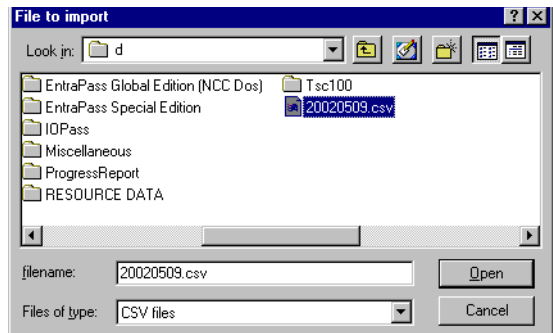 File to import
Look in: d
EntraPass Global Edition (NCC Dos) Tsc100
EntraPass Special Edition 20020509.csv
IOPass
Miscellaneous
ProgressReport
RESOURCE DATA
filename: 20020509.csv Open
Files of type: CSV files Cancel